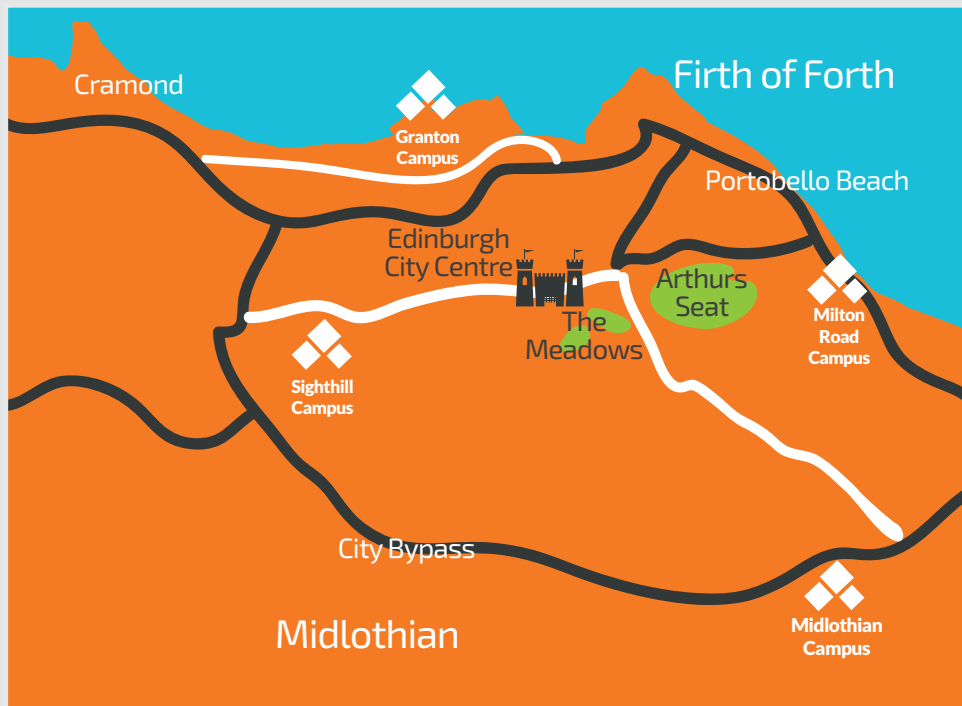 Firth of Forth
Cramond
Granton
Campus
Portobello Beach
Edinburgh
City Centre
Arthurs
Seat
The
Meadows
Milton
Road
Campus
Sighthill
Campus
City Bypass
Midlothian
Midlothian
Campus